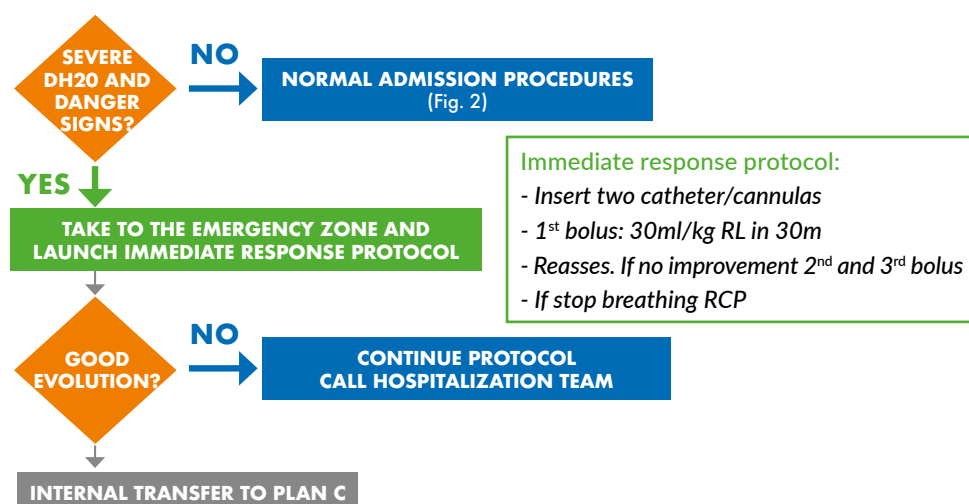 SEVERE
DH20 AND
DANGER
SIGNS?
NO
NORMAL ADMISSION PROCEDURES
(Fig. 2)
YES
TAKE TO THE EMERGENCY ZONE AND
LAUNCH IMMEDIATE RESPONSE PROTOCOL
Immediate response protocol:
- Insert two catheter/cannulas
- 1st bolus: 30ml/kg RL in 30m
- Reasses. If no improvement 2nd and 3rd bolus
- If stop breathing RCP
GOOD
EVOLUTION?
NO
CONTINUE PROTOCOL
CALL HOSPITALIZATION TEAM
INTERNAL TRANSFER TO PLAN C